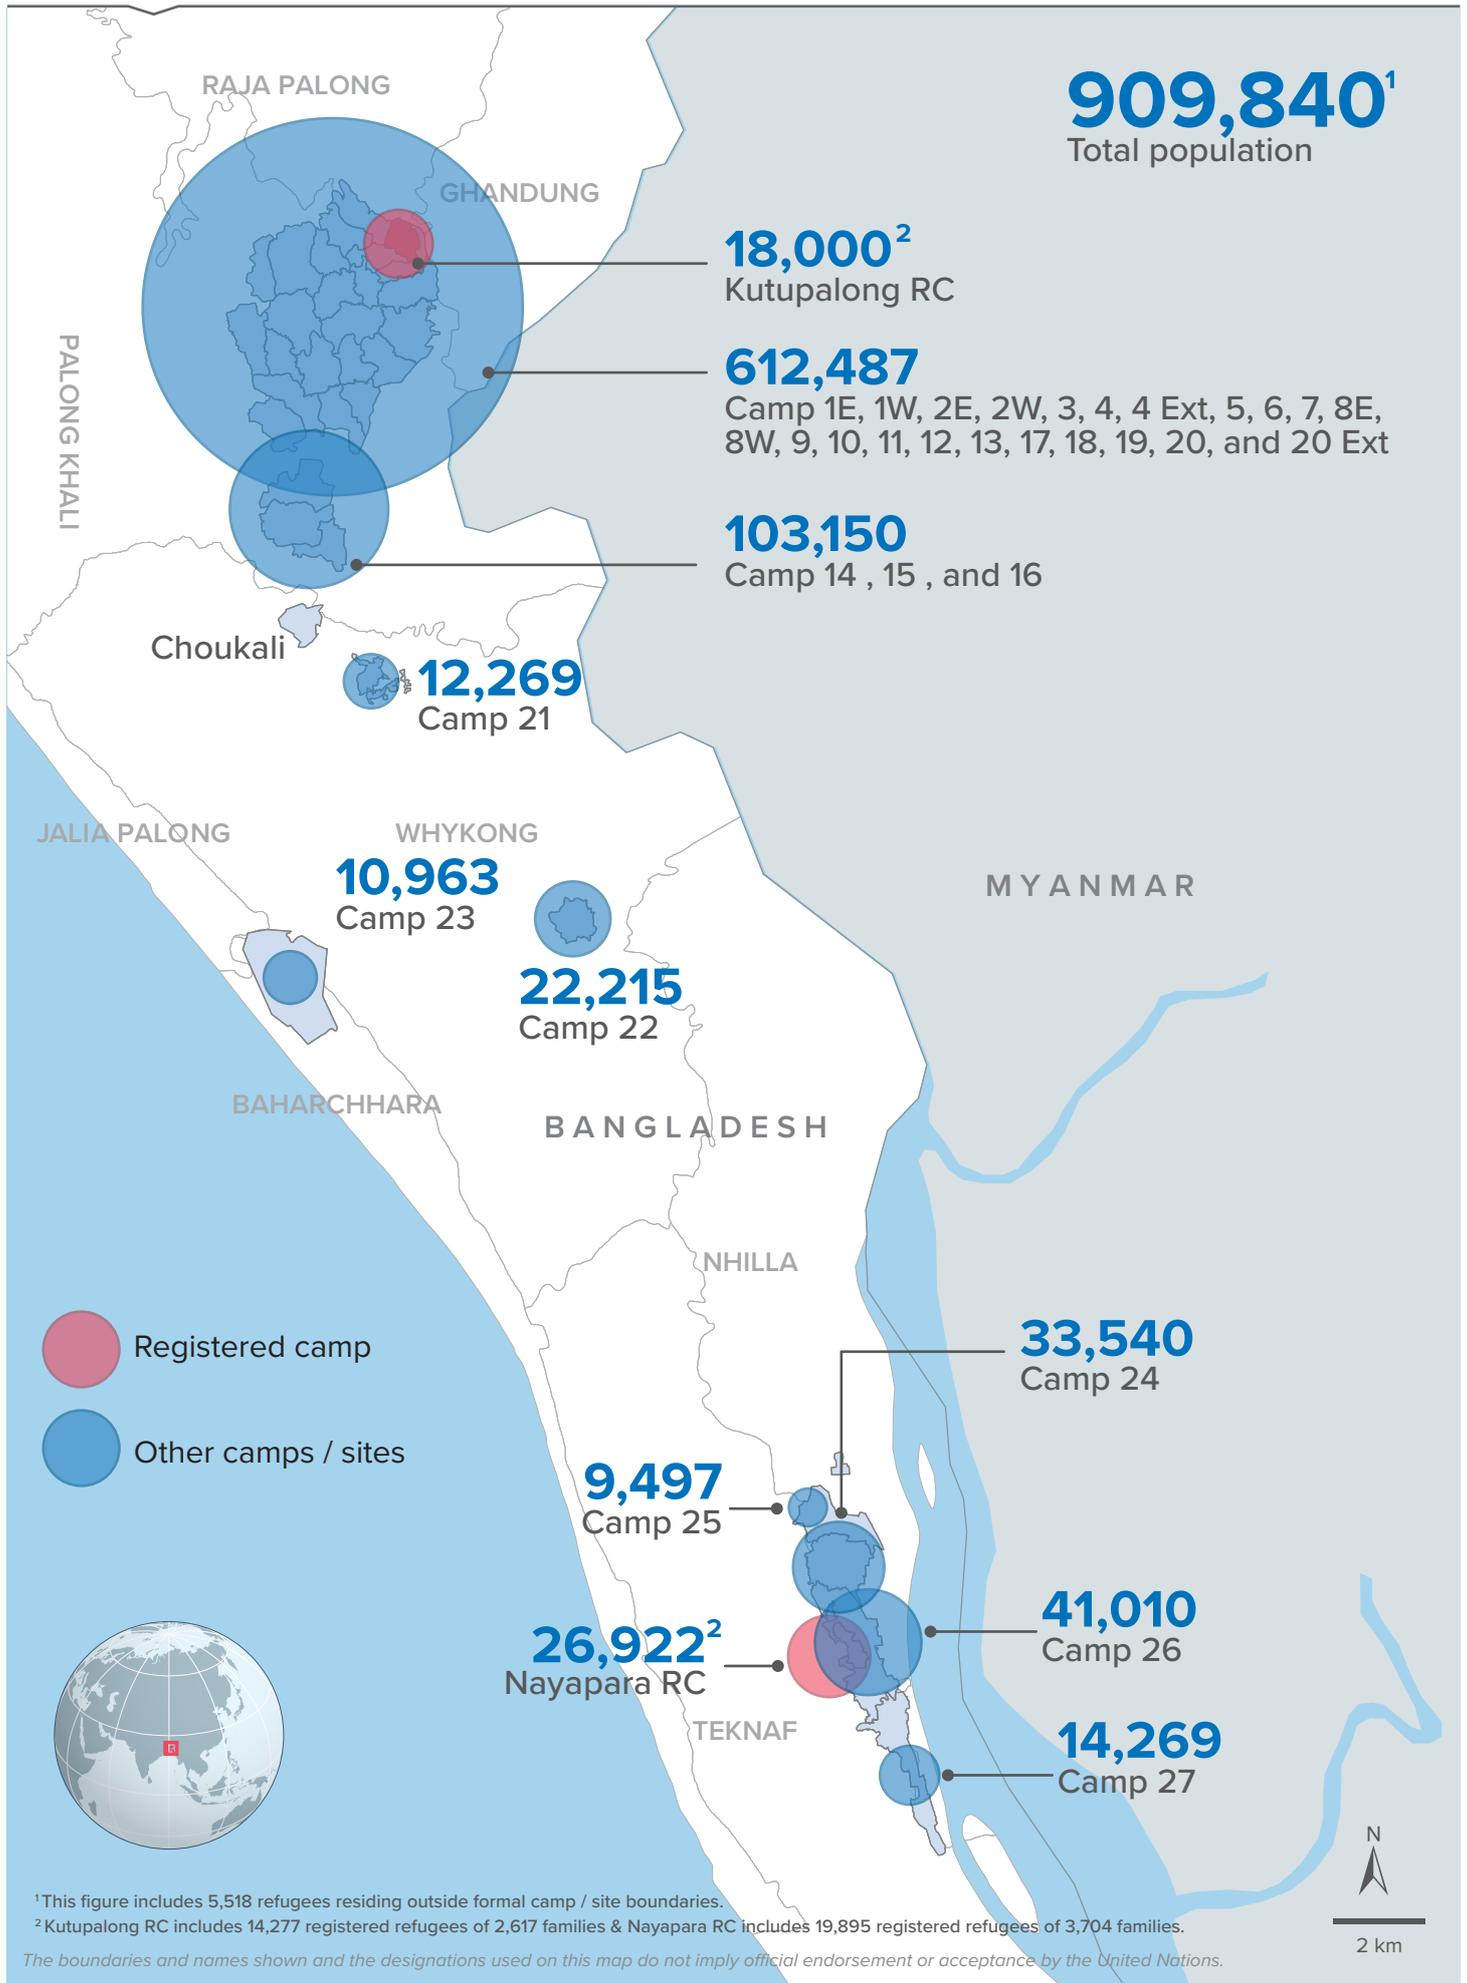 RAJA PALONG
909,840¹
Total population
GHANDUNG
18,000²
Kutupalong RC
PALONG KHALI
612,487
Camp 1E, 1W, 2E, 2W, 3, 4, 4 Ext, 5, 6, 7, 8E,
8W, 9, 10, 11, 12, 13, 17, 18, 19, 20, and 20 Ext
103,150
Camp 14 , 15 , and 16
Choukali
12,269
Camp 21
JALIA PALONG
WHYKONG
10,963
Camp 23
MYANMAR
22,215
Camp 22
BAHARCHHARA
BANGLADESH
NHILLA
Registered camp
33,540
Camp 24
Other camps / sites
9,497
Camp 25
41,010
Camp 26
26,922²
Nayapara RC
TEKNAF
14,269
Camp 27
N
2 km
¹ This figure includes 5,518 refugees residing outside formal camp / site boundaries.
² Kutupalong RC includes 14,277 registered refugees of 2,617 families & Nayapara RC includes 19,895 registered refugees of 3,704 families.
The boundaries and names shown and the designations used on this map do not imply official endorsement or acceptance by the United Nations.